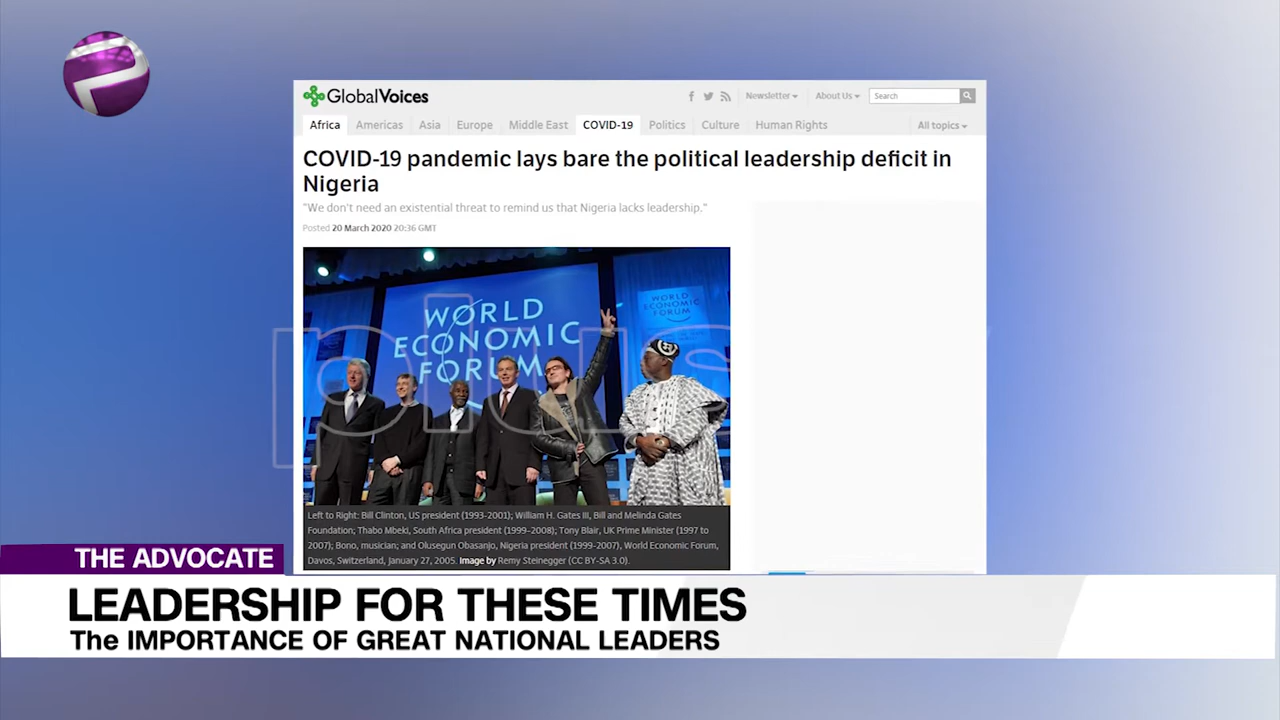 GlobalVoices
Newsletter About Us Search
Africa Americas Asia Europe Middle East COVID-19 Politics Culture Human Rights All topics
COVID-19 pandemic lays bare the political leadership deficit in
Nigeria
"We don't need an existential threat to remind us that Nigeria lacks leadership."
Posted 20 March 2020 20:36 GMT
WORLD
ECONOMIC
FORUM
WORLD
ECONOMIC
FORUM
plus
Left to Right: Bill Clinton, US president (1993-2001); William H. Gates III, Bill and Melinda Gates
Foundation; Thabo Mbeki, South Africa president (1999–2008); Tony Blair, UK Prime Minister (1997 to
2007); Bono, musician; and Olusegun Obasanjo, Nigeria president (1999-2007), World Economic Forum,
Davos, Switzerland, January 27, 2005. Image by Remy Steinegger (CC BY-SA 3.0).
THE ADVOCATE
LEADERSHIP FOR THESE TIMES
The IMPORTANCE OF GREAT NATIONAL LEADERS